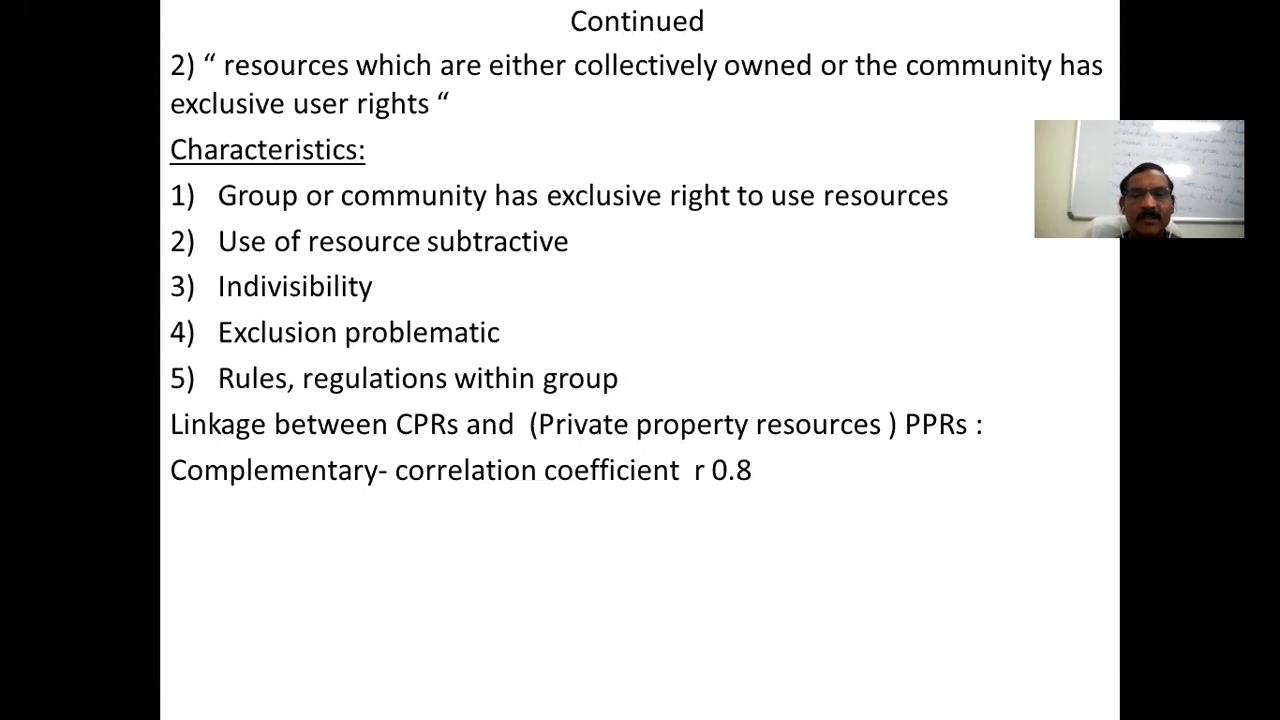 Continued
2) “ resources which are either collectively owned or the community has
exclusive user rights “
Characteristics:
1) Group or community has exclusive right to use resources
2) Use of resource subtractive
3) Indivisibility
4) Exclusion problematic
5) Rules, regulations within group
Linkage between CPRs and (Private property resources ) PPRs :
Complementary- correlation coefficient r 0.8